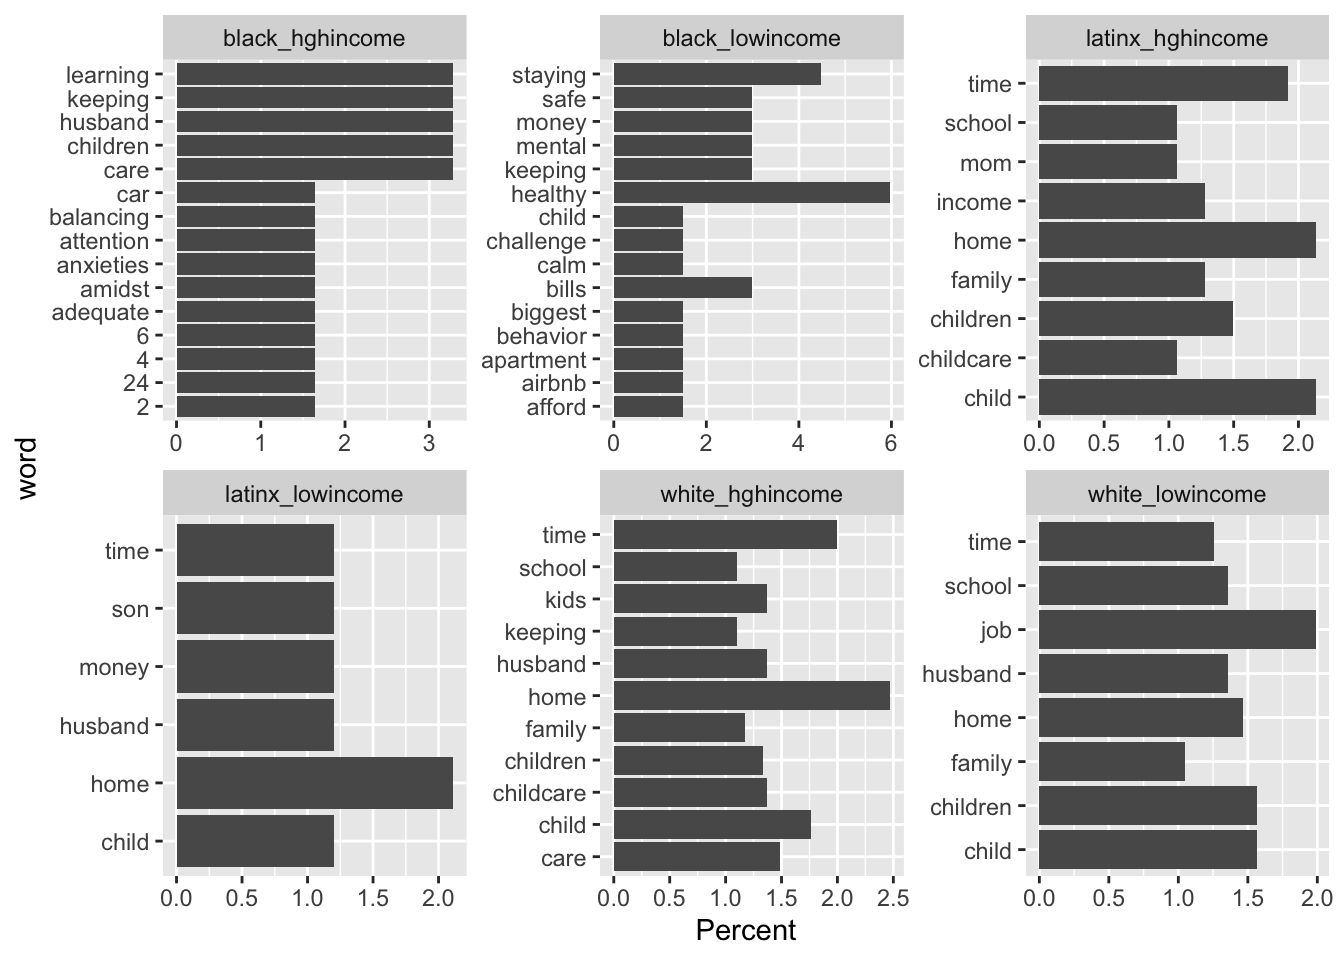 black_hghincome
learning
keeping
husband
children
care
car
balancing
attention
anxieties
amidst
adequate
6
4
24
2
0 1 2 3
black_lowincome
staying
safe
money
mental
keeping
healthy
child
challenge
calm
bills
biggest
behavior
apartment
airbnb
afford
0 2 4 6
latinx_hghincome
time
school
mom
income
home
family
children
childcare
child
0.0 0.5 1.0 1.5 2.0
word
latinx_lowincome
time
son
money
husband
home
child
0.0 0.5 1.0 1.5 2.0
white_hghincome
time
school
kids
keeping
husband
home
family
children
childcare
child
care
0.0 0.5 1.0 1.5 2.0 2.5
white_lowincome
time
school
job
husband
home
family
children
child
0.0 0.5 1.0 1.5 2.0
Percent